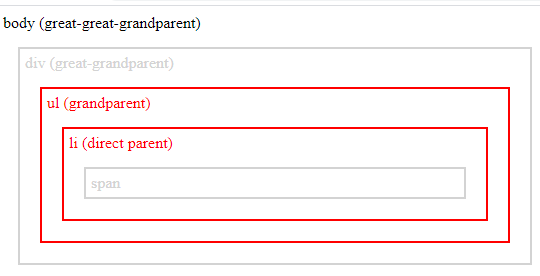 body (great-great-grandparent)
div (great-grandparent)
ul (grandparent)
li (direct parent)
span